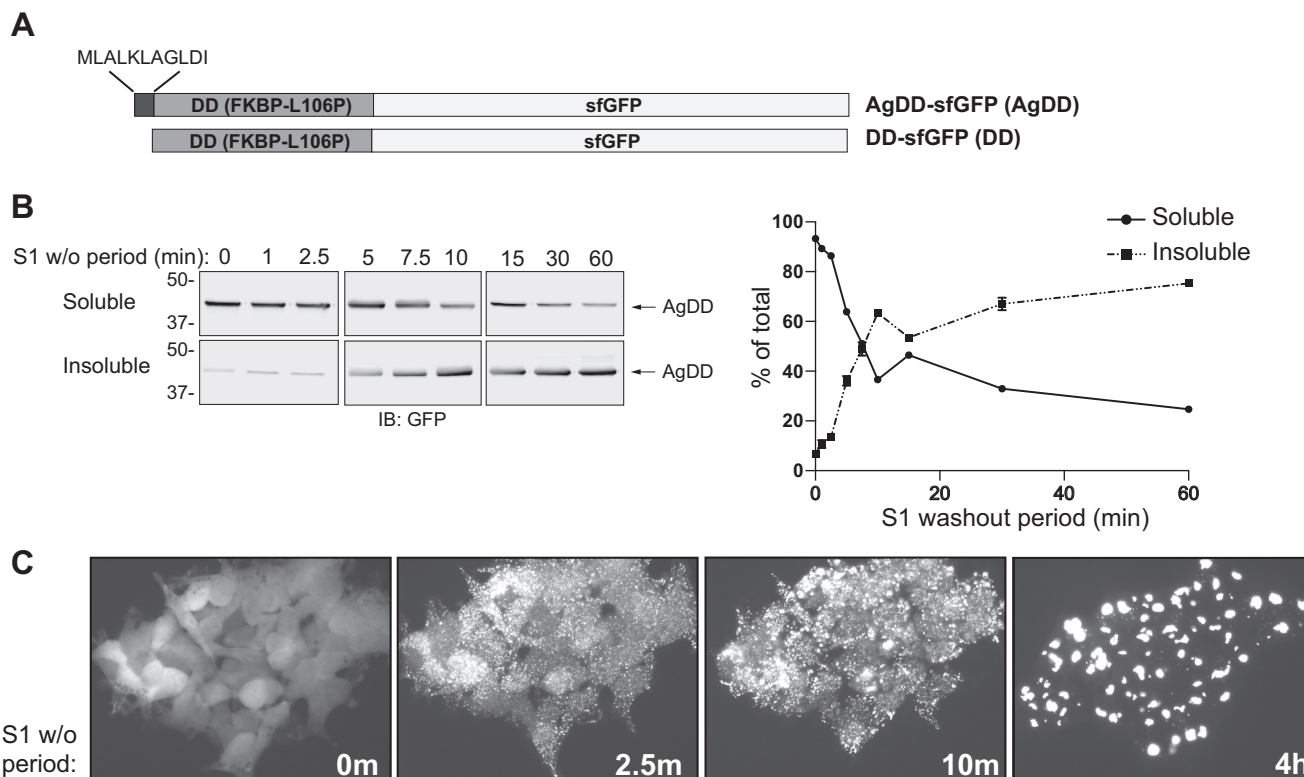 A
MLALKLAGLDI
DD (FKBP-L106P) sfGFP AgDD-sfGFP (AgDD)
DD (FKBP-L106P) sfGFP DD-sfGFP (DD)
B
S1 w/o period (min): 0 1 2.5 5 7.5 10 15 30 60
50-
Soluble
37-
AgDD
50-
Insoluble
37-
AgDD
IB: GFP
Soluble
Insoluble
% of total
100
80
60
40
20
0
0 20 40 60
S1 washout period (min)
C
S1 w/o
period:
0m 2.5m 10m 4h